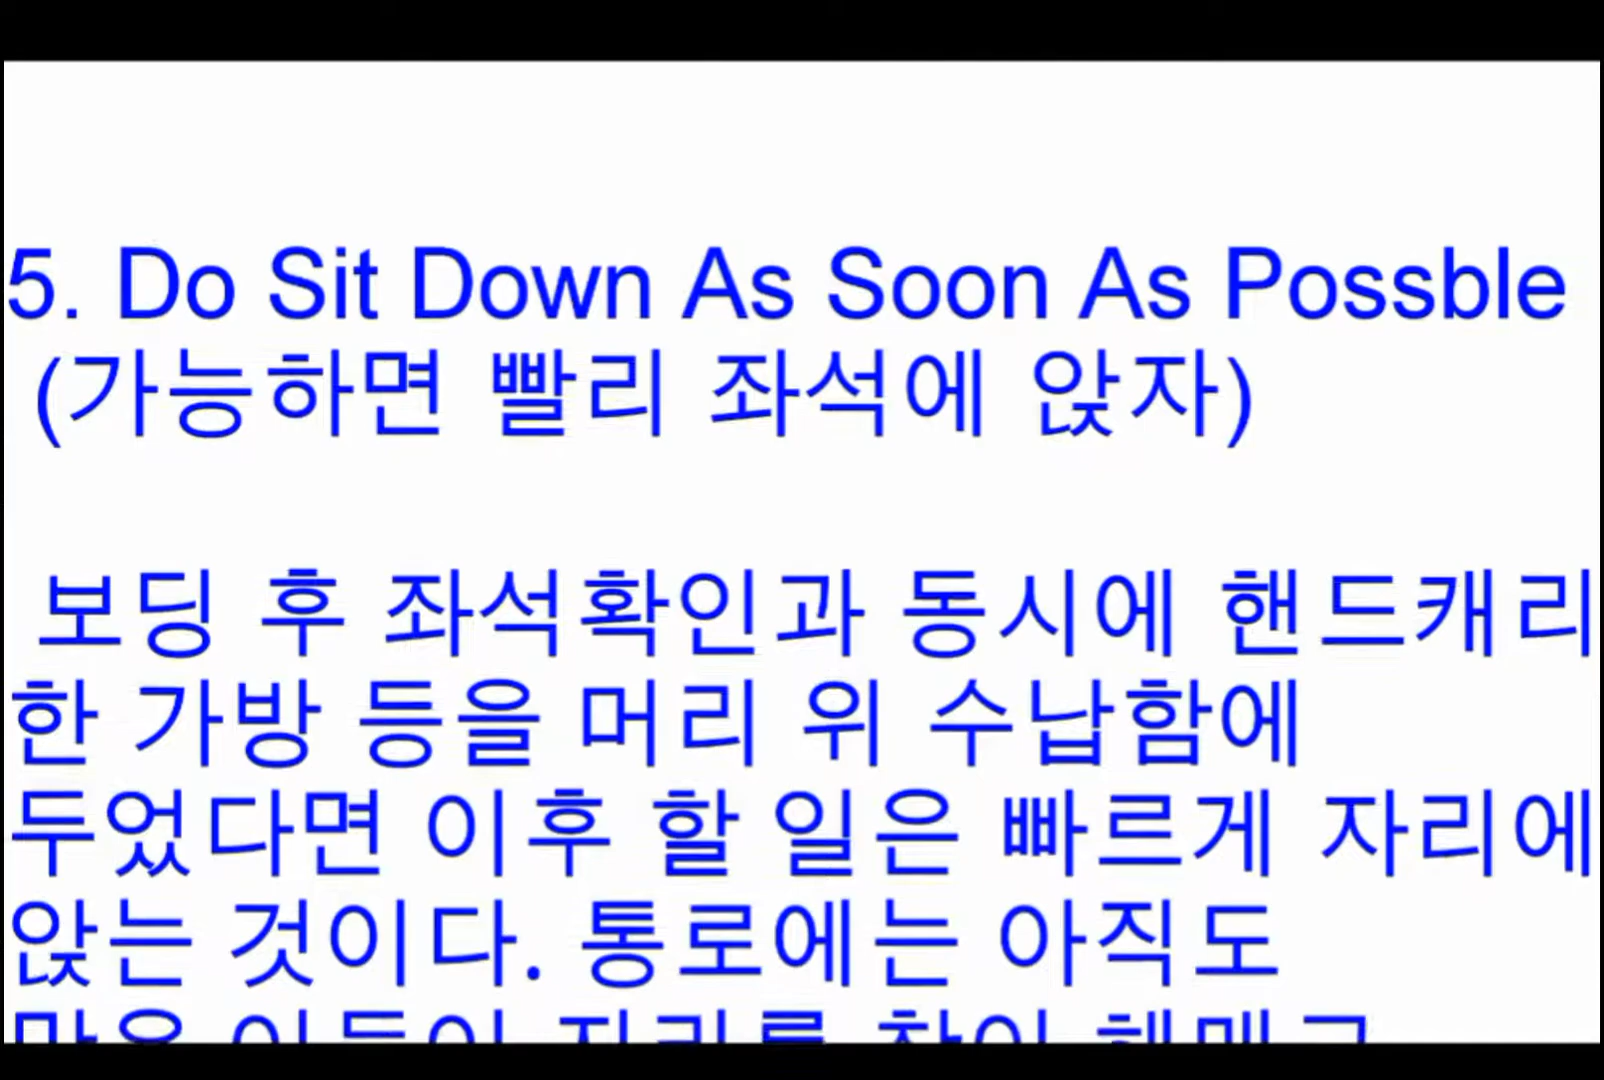 5. Do Sit Down As Soon As Possble
(가능하면 빨리 좌석에 앉자)
보딩 후 좌석확인과 동시에 핸드캐리
한 가방 등을 머리 위 수납함에
두었다면 이후 할 일은 빠르게 자리에
앉는 것이다. 통로에는 아직도